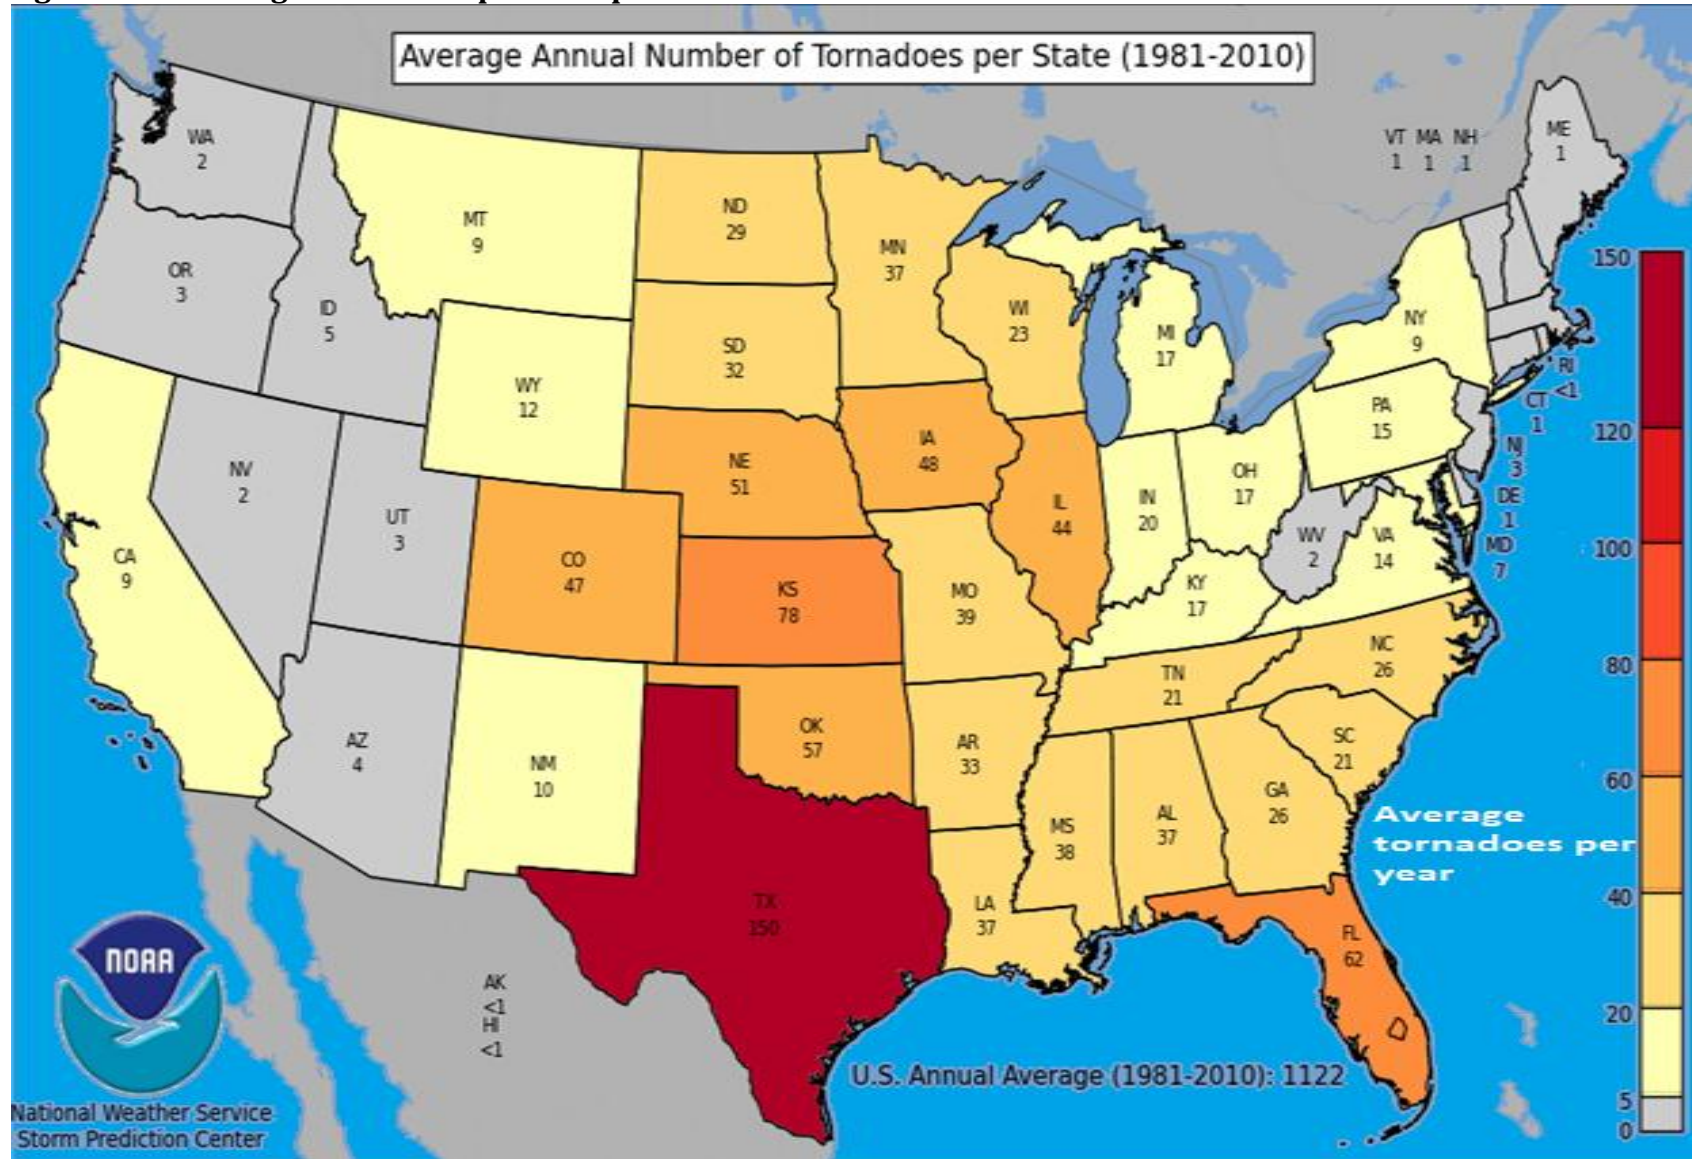 Average Annual Number of Tornadoes per State (1981-2010)
WA
2
OR
3
CA
9
ID
5
NV
2
UT
3
AZ
4
MT
9
WY
12
CO
47
NM
10
ND
29
SD
32
NE
51
KS
78
OK
57
TX
150
MN
37
IA
48
MO
39
AR
33
LA
37
WI
23
IL
44
MI
17
IN
20
OH
17
KY
17
TN
21
MS
38
AL
37
GA
26
FL
62
SC
21
NC
26
VA
14
WV
2
PA
15
NY
9
VT MA NH
1 1 1
ME
1
RI
<1
CT
1
NJ
3
DE
1
MD
7
AK
<1
HI
<1
150
120
100
80
60
40
20
5
0
Average
tornadoes per
year
U.S. Annual Average (1981-2010): 1122
NOAA
National Weather Service
Storm Prediction Center